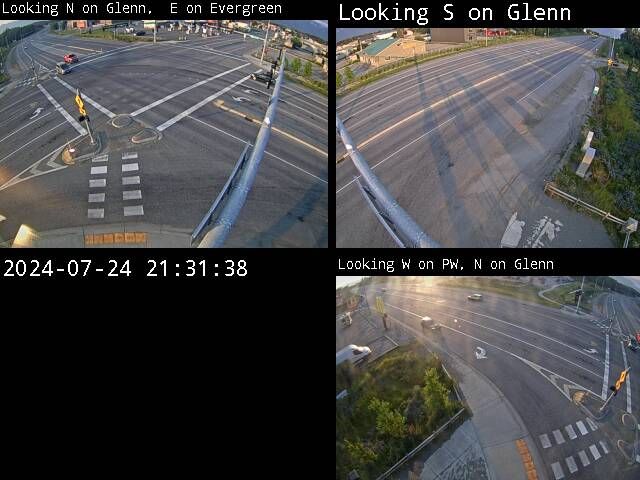 Looking N on Glenn,  E on Evergreen
Looking S on Glenn
2024-07-24 21:31:38
Looking W on PW, N on Glenn